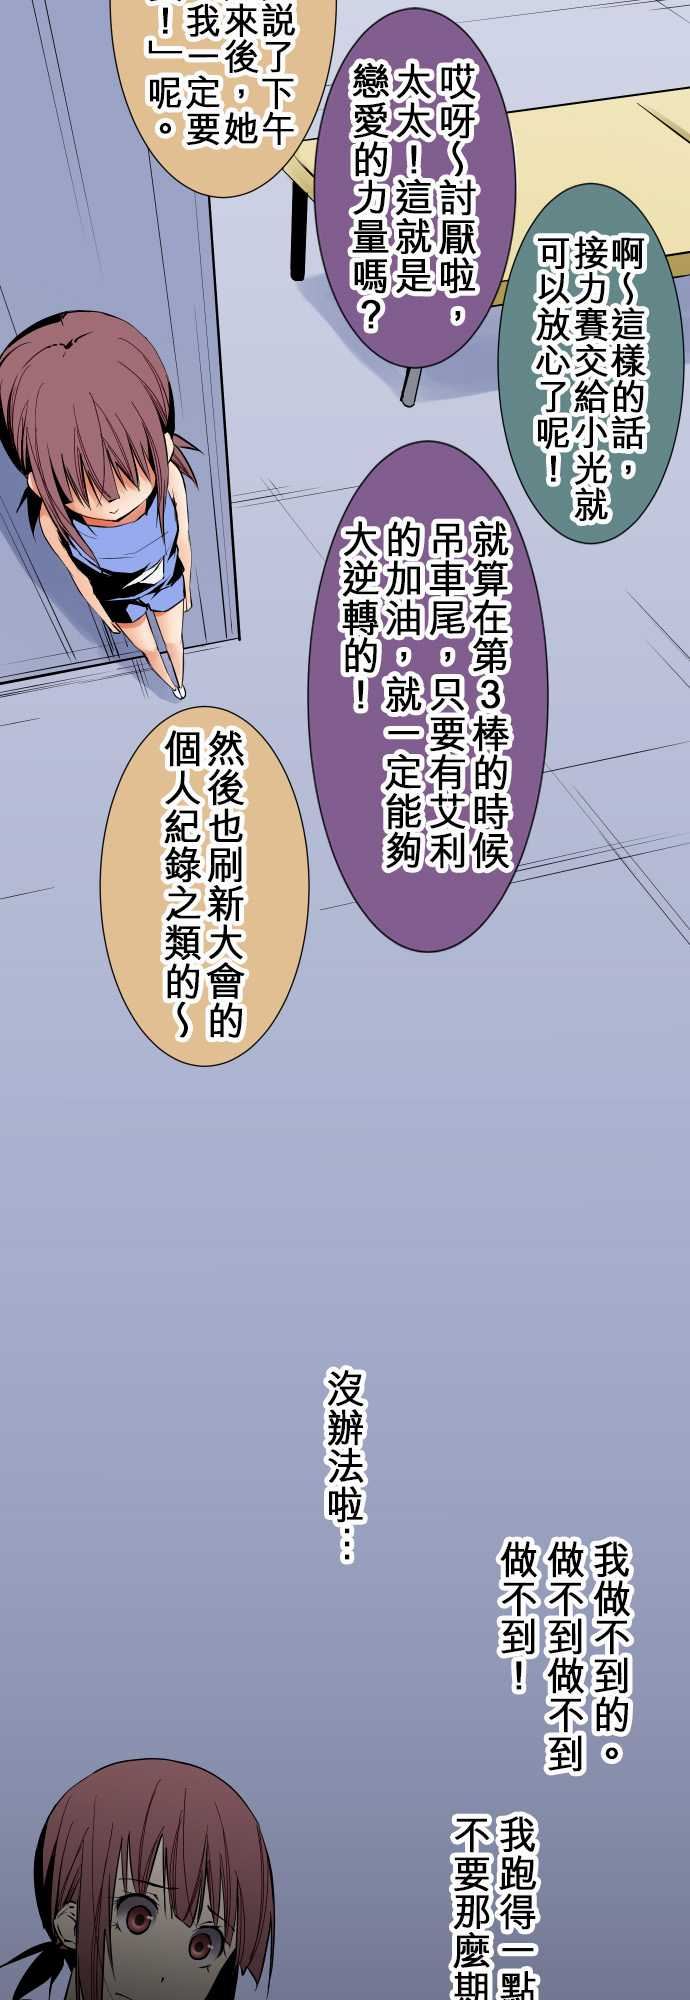 說了下午
來後，她
我一定要
！」呢。
哎呀～討厭啦，
太太！這就是
戀愛的力量嗎？
啊～這樣的話，
接力賽交給小光就
可以放心了呢！
就算在第3棒的時候
吊車尾，只要有艾利
的加油，就一定能夠
大逆轉的！
然後也刷新大會的
個人紀錄之類的～
沒辦法啦…
我做不到的。
做不到做不到
做不到！
我跑得一點
不要那麼期